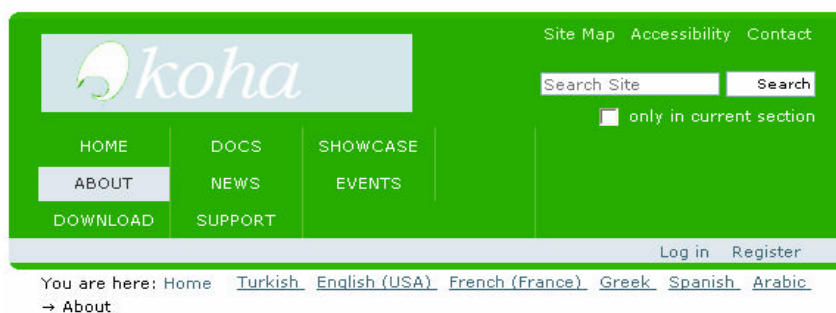 Site Map Accessibility Contact
koha
Search Site Search
only in current section
HOME DOCS SHOWCASE
ABOUT NEWS EVENTS
DOWNLOAD SUPPORT
Log in Register
You are here: Home Turkish English (USA) French (France) Greek Spanish Arabic
→ About